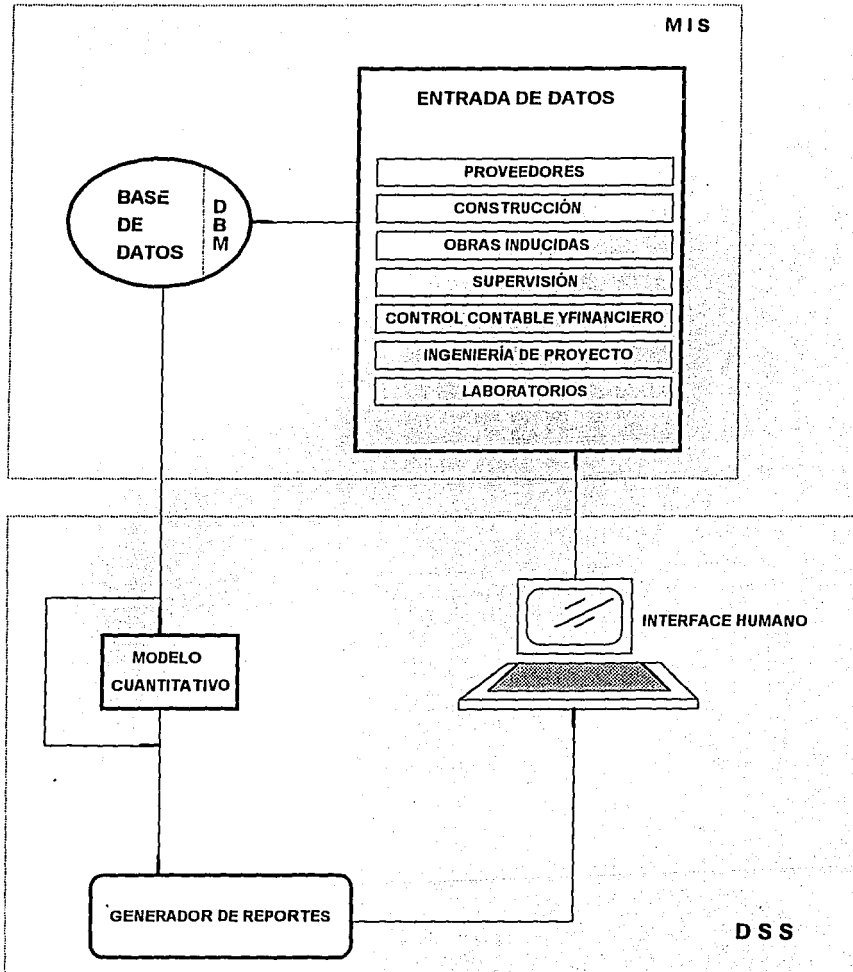 MIS
ENTRADA DE DATOS
PROVEEDORES
CONSTRUCCIÓN
OBRAS INDUCIDAS
SUPERVISIÓN
CONTROL CONTABLE YFINANCIERO
INGENIERÍA DE PROYECTO
LABORATORIOS
BASE
DE
DATOS
DBM
INTERFACE HUMANO
MODELO
CUANTITATIVO
GENERADOR DE REPORTES
DSS